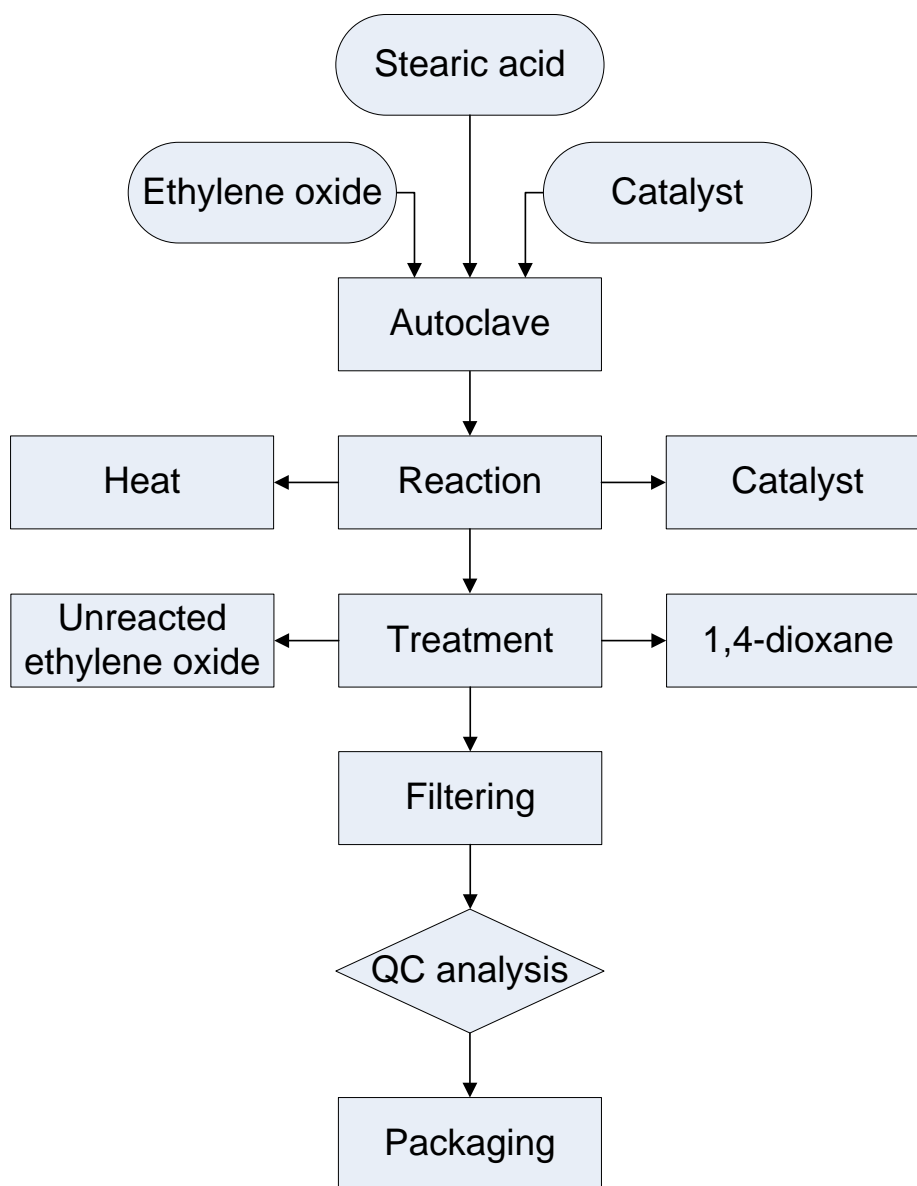 Stearic acid
Ethylene oxide
Catalyst
Autoclave
Heat
Reaction
Catalyst
Unreacted
ethylene oxide
Treatment
1,4-dioxane
Filtering
QC analysis
Packaging